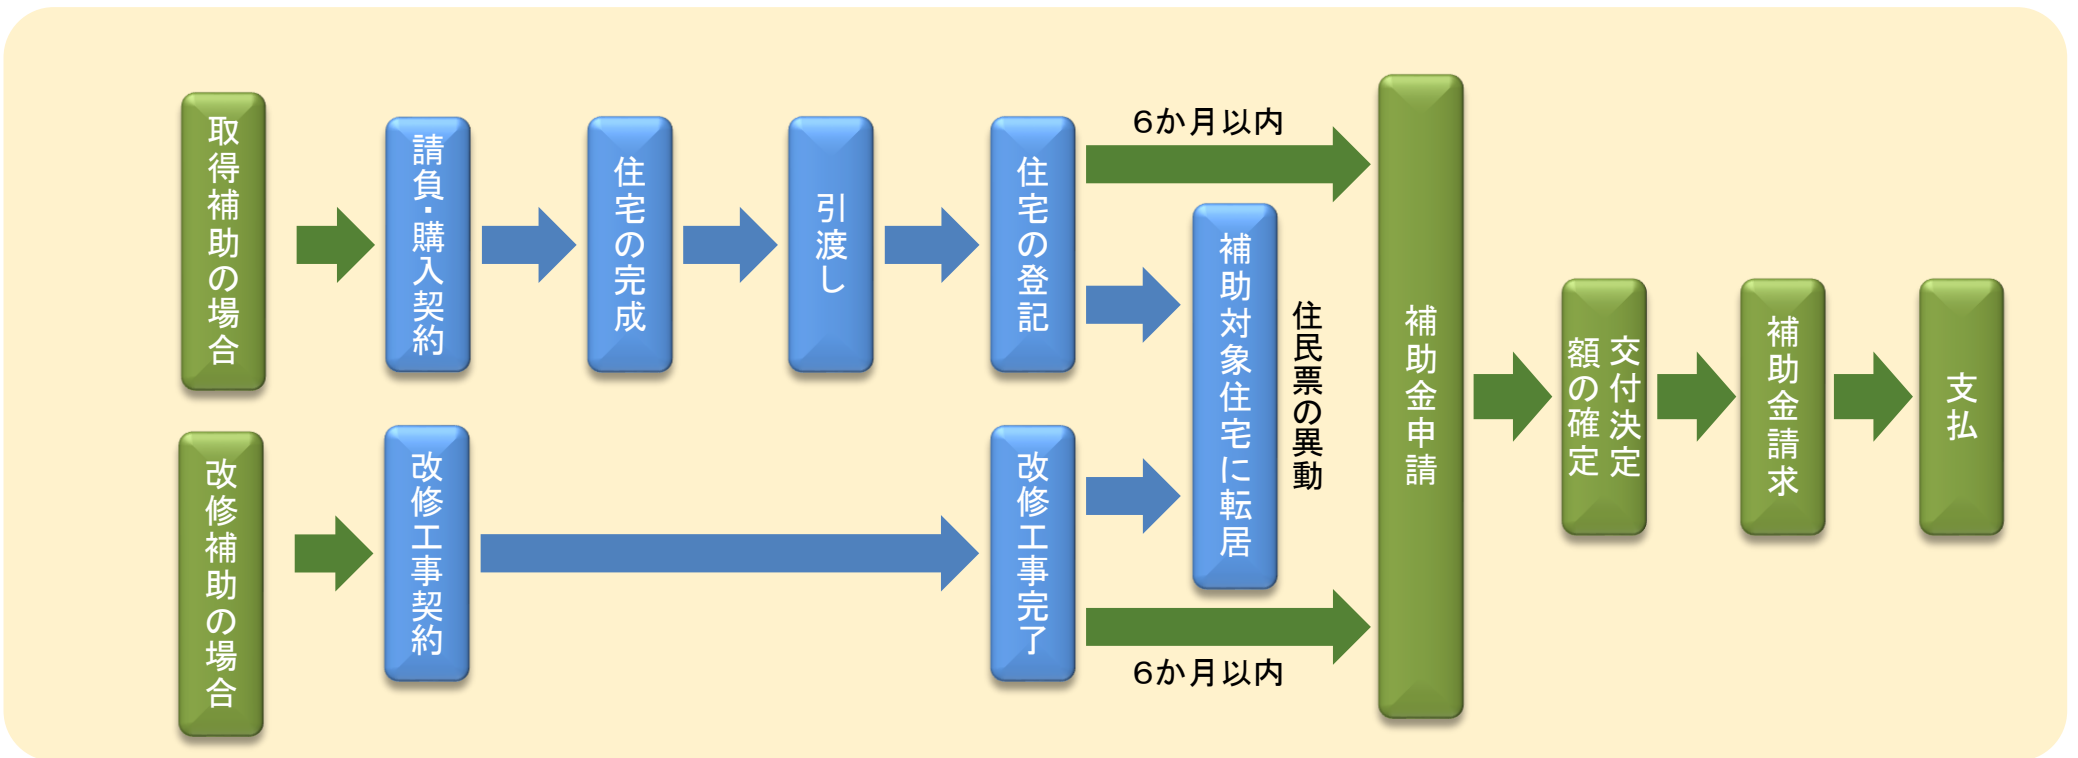 取得補助の場合
請負・購入契約
住宅の完成
引渡し
住宅の登記
6か月以内
補助対象住宅に転居
住民票の異動
改修補助の場合
改修工事契約
改修工事完了
6か月以内
補助金申請
交付決定
額の確定
補助金請求
支払